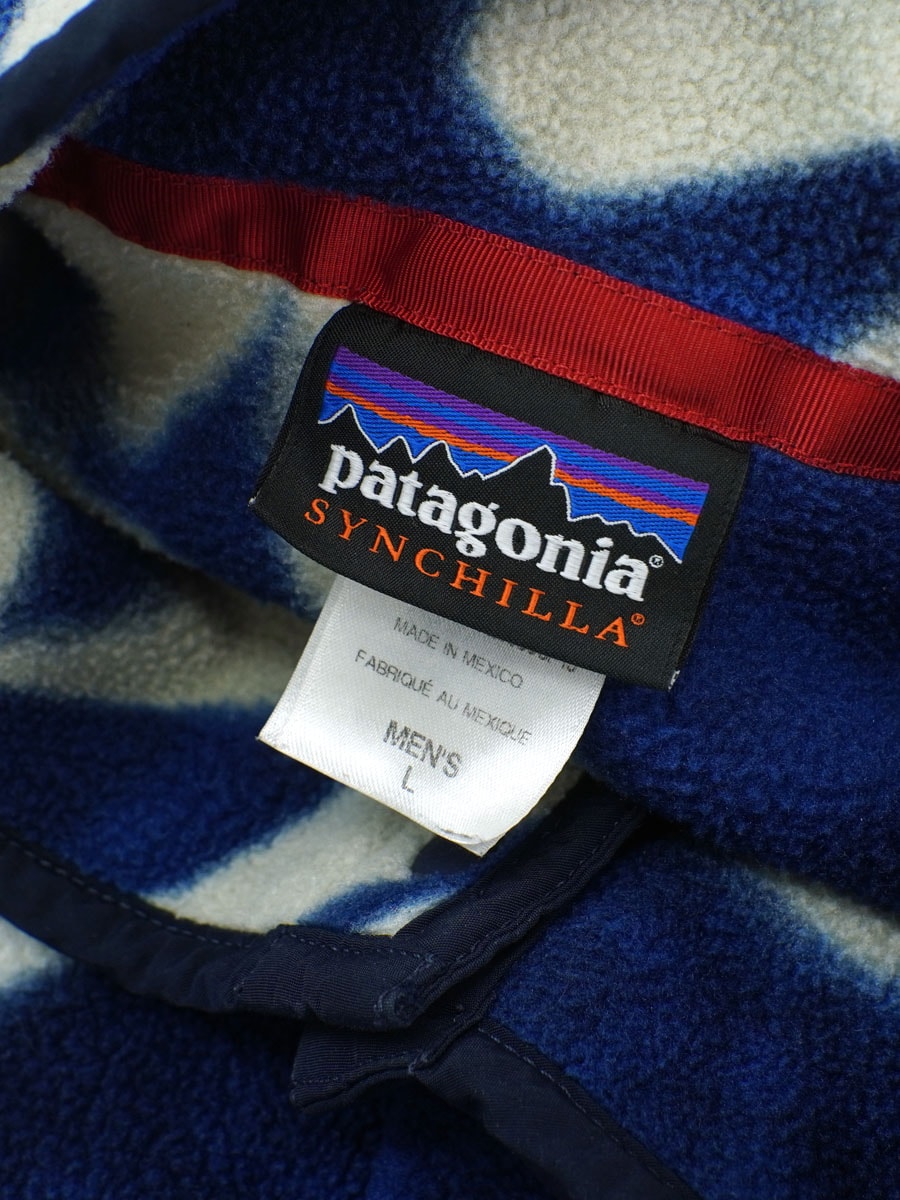 patagonia®
SYNCHILLA®
MADE IN MEXICO
FABRIQUÉ AU MEXIQUE
MEN'S
L